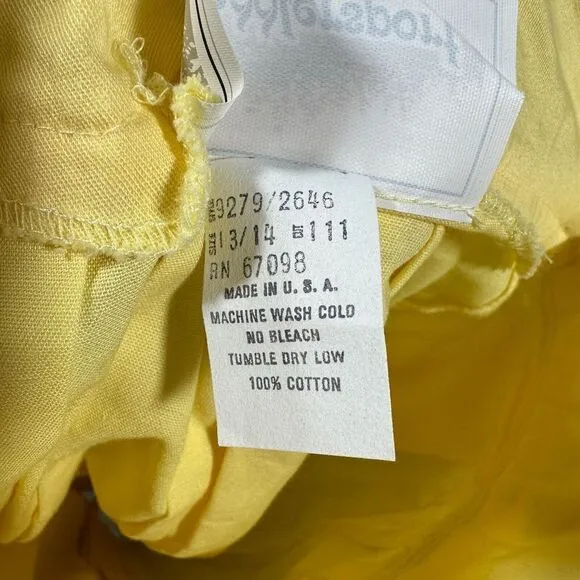 9279/2646
SIZE 13/14 111
RN 67098
MADE IN U. S. A.
MACHINE WASH COLD
NO BLEACH
TUMBLE DRY LOW
100% COTTON